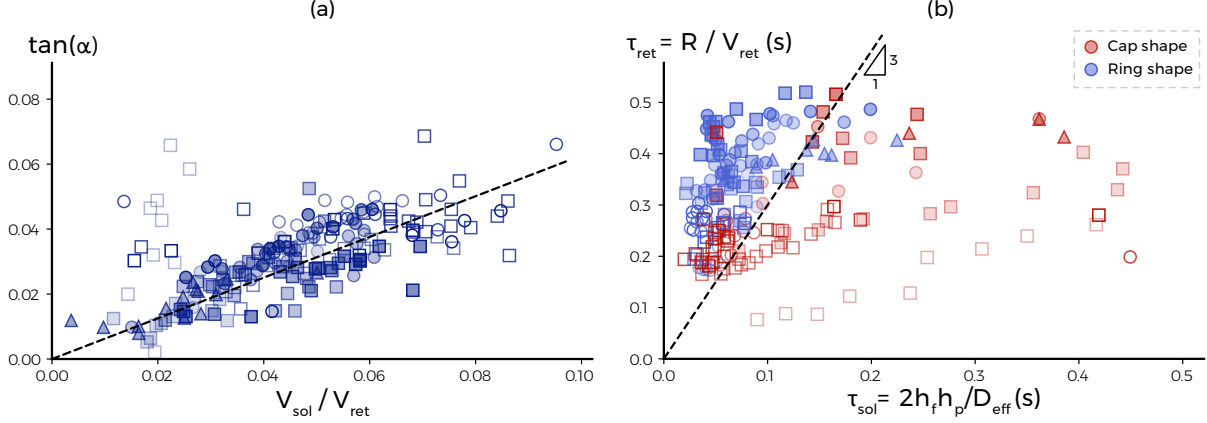 (a)
tan(α)
0.08
0.06
0.04
0.02
0.00
0.00 0.02 0.04 0.06 0.08 0.10
V_sol / V_ret
(b)
τ_ret = R / V_ret (s)
Cap shape
Ring shape
3
1
0.5
0.4
0.3
0.2
0.1
0.0
0.0 0.1 0.2 0.3 0.4 0.5
τ_sol = 2h_f h_p/D_eff (s)